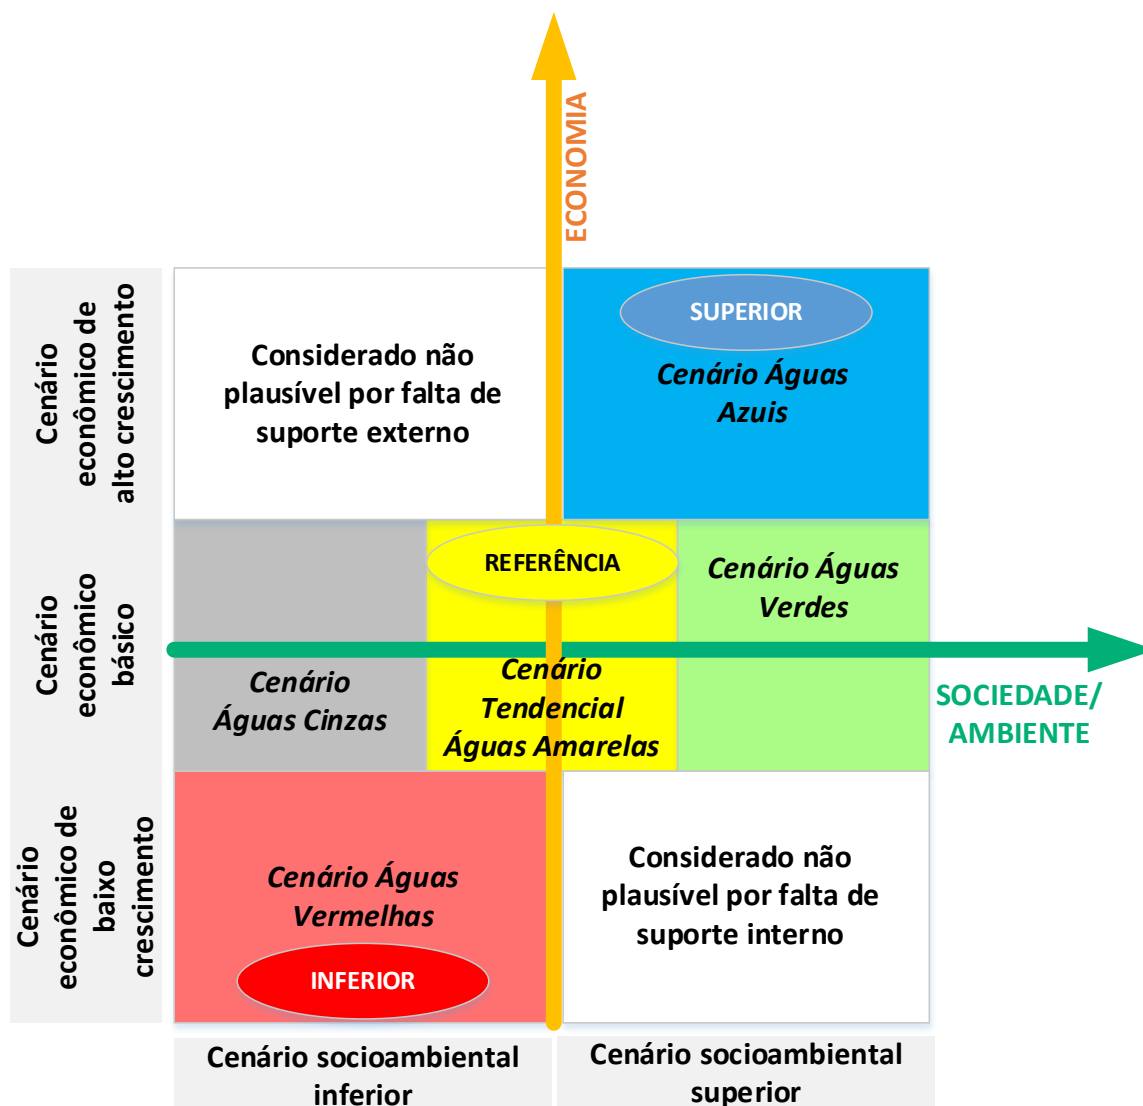 ECONOMIA
Cenário
econômico de
alto crescimento
Considerado não
plausível por falta de
suporte externo
SUPERIOR
Cenário Águas
Azuis
Cenário
econômico
básico
Cenário
Águas Cinzas
REFERÊNCIA
Cenário
Tendencial
Águas Amarelas
Cenário Águas
Verdes
SOCIEDADE/
AMBIENTE
Cenário
econômico de
baixo
crescimento
Cenário Águas
Vermelhas
INFERIOR
Considerado não
plausível por falta de
suporte interno
Cenário socioambiental
inferior
Cenário socioambiental
superior